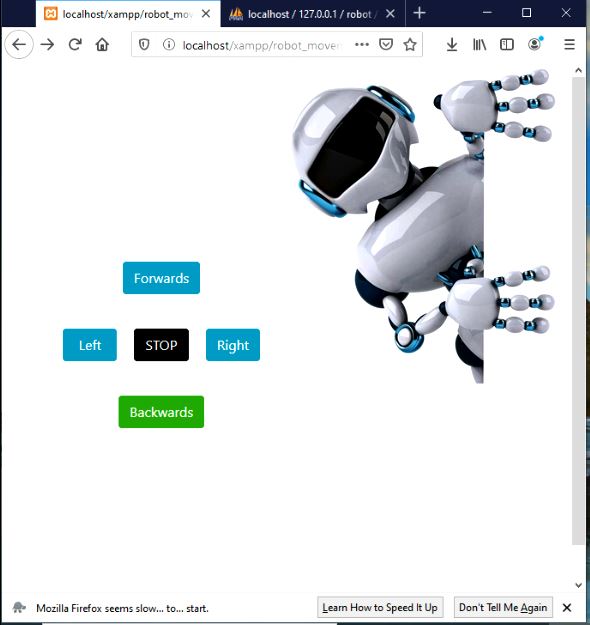 localhost/xampp/robot_mover
localhost / 127.0.0.1 / robot /
localhost/xampp/robot_mover
Forwards
Left STOP Right
Backwards
Mozilla Firefox seems slow... to... start. Learn How to Speed It Up Don't Tell Me Again